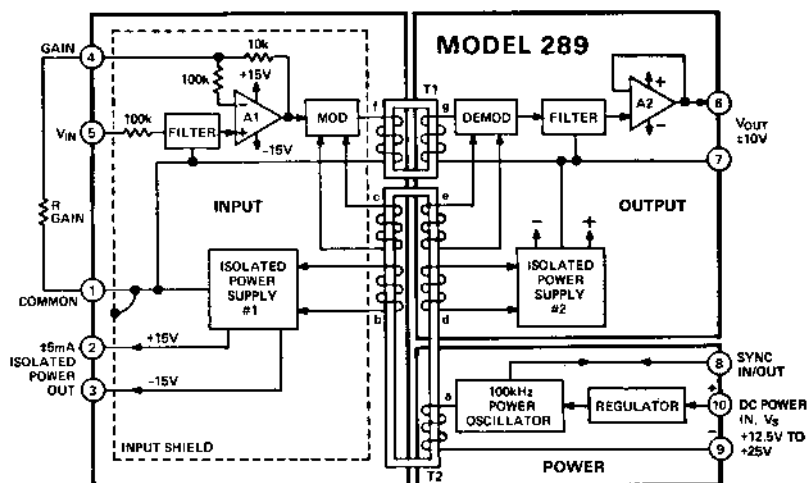 GAIN
4
10k
MODEL 289
100k
+15V
T1
100k
A1
MOD
f
g
DEMOD
FILTER
A2
6
VIN
5
FILTER
-15V
VOUT
±10V
7
c
e
R
GAIN
INPUT
OUTPUT
ISOLATED
POWER
SUPPLY
#1
ISOLATED
POWER
SUPPLY
#2
1
COMMON
b
d
±5mA
ISOLATED
POWER
OUT
2
+15V
3
-15V
8
SYNC
IN/OUT
a
100kHz
POWER
OSCILLATOR
REGULATOR
10
DC POWER
IN, VS
+12.5V TO
+25V
9
INPUT SHIELD
T2
POWER